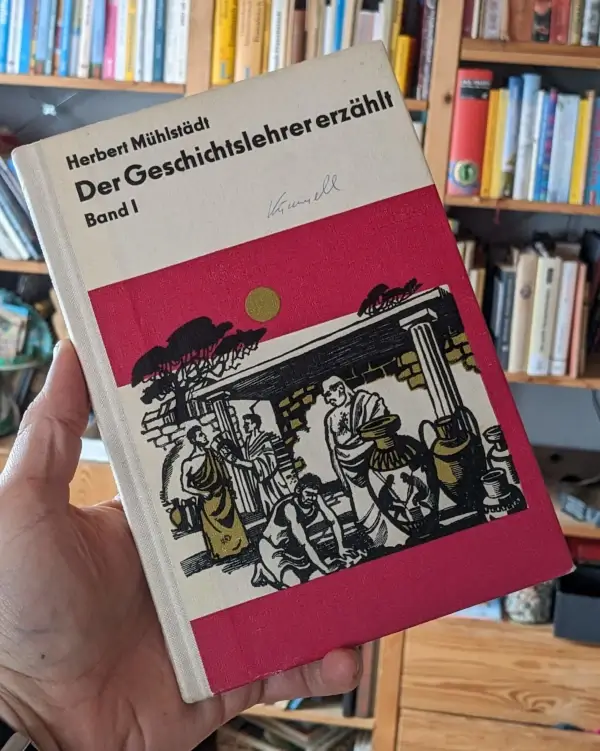 Herbert Mühlstädt
Der Geschichtslehrer erzählt
Band I